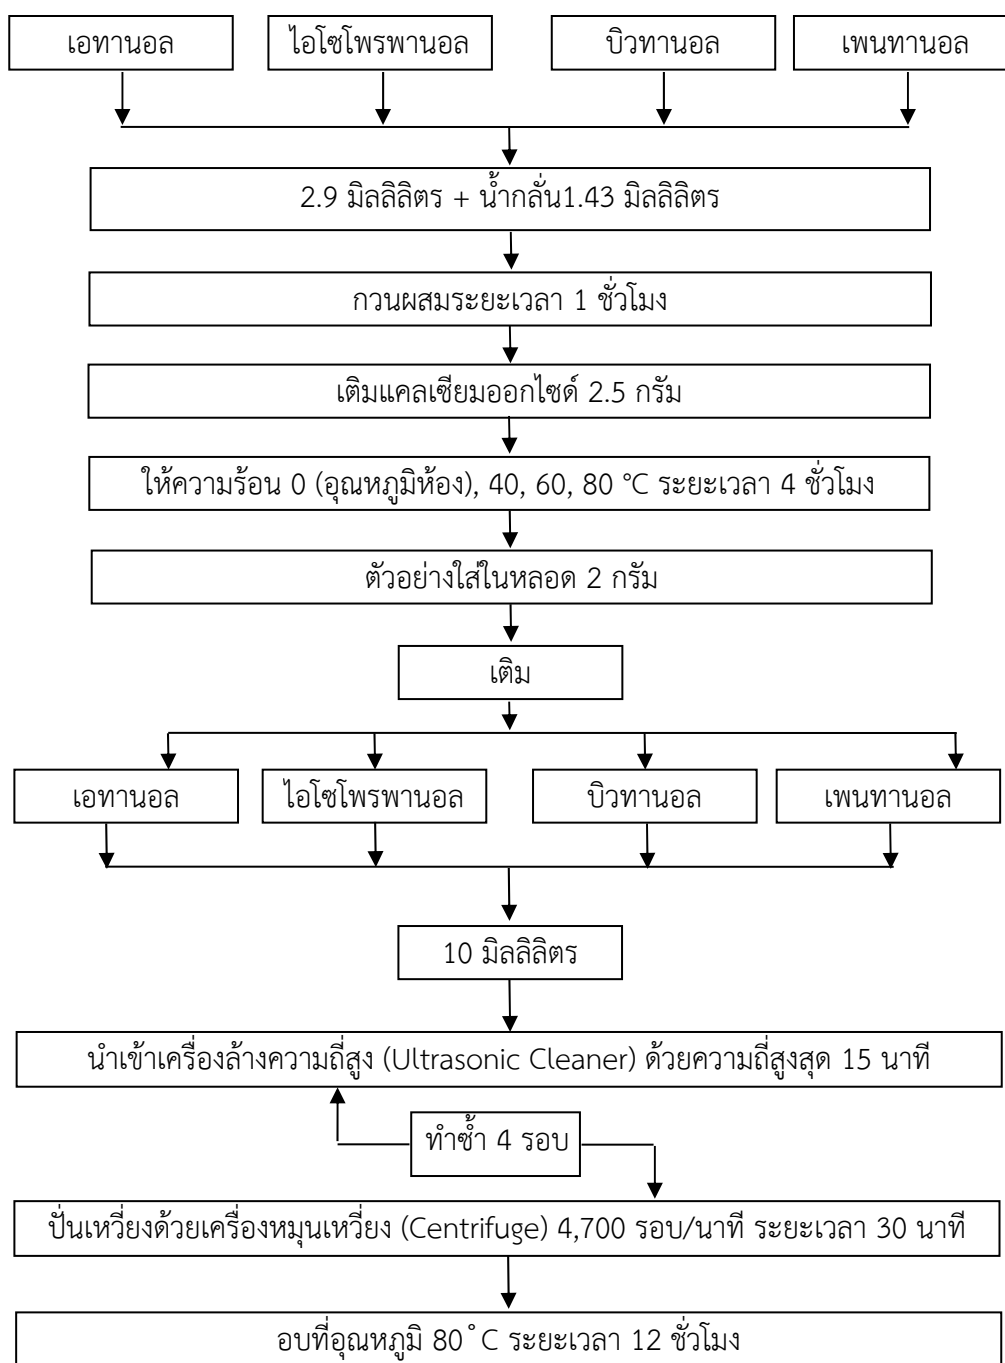 เอทานอล
ไอโซโพรพานอล
บิวทานอล
เพนทานอล
2.9 มิลลิลิตร + น้ำกลั่น1.43 มิลลิลิตร
กวนผสมระยะเวลา 1 ชั่วโมง
เติมแคลเซียมออกไซด์ 2.5 กรัม
ให้ความร้อน 0 (อุณหภูมิห้อง), 40, 60, 80 °C ระยะเวลา 4 ชั่วโมง
ตัวอย่างใส่ในหลอด 2 กรัม
เติม
เอทานอล
ไอโซโพรพานอล
บิวทานอล
เพนทานอล
10 มิลลิลิตร
นำเข้าเครื่องล้างความถี่สูง (Ultrasonic Cleaner) ด้วยความถี่สูงสุด 15 นาที
ทำซ้ำ 4 รอบ
ปั่นเหวี่ยงด้วยเครื่องหมุนเหวี่ยง (Centrifuge) 4,700 รอบ/นาที ระยะเวลา 30 นาที
อบที่อุณหภูมิ 80˚C ระยะเวลา 12 ชั่วโมง